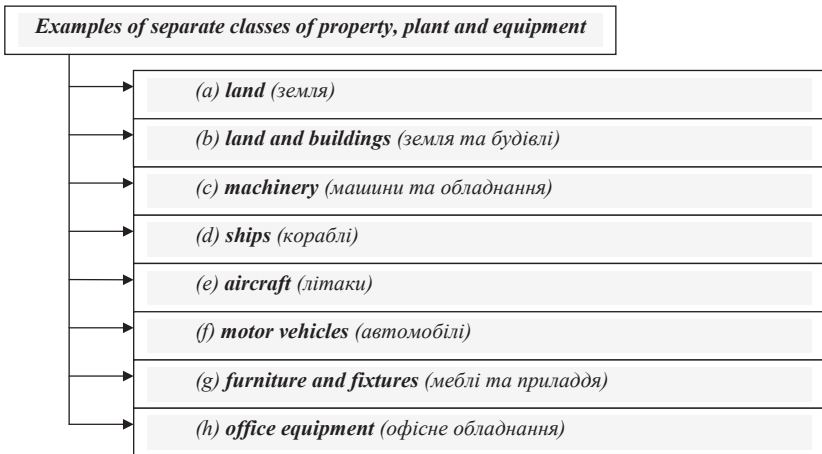 Examples of separate classes of property, plant and equipment
(a) land (земля)
(b) land and buildings (земля та будівлі)
(c) machinery (машини та обладнання)
(d) ships (кораблі)
(e) aircraft (літаки)
(f) motor vehicles (автомобілі)
(g) furniture and fixtures (меблі та приладдя)
(h) office equipment (офісне обладнання)